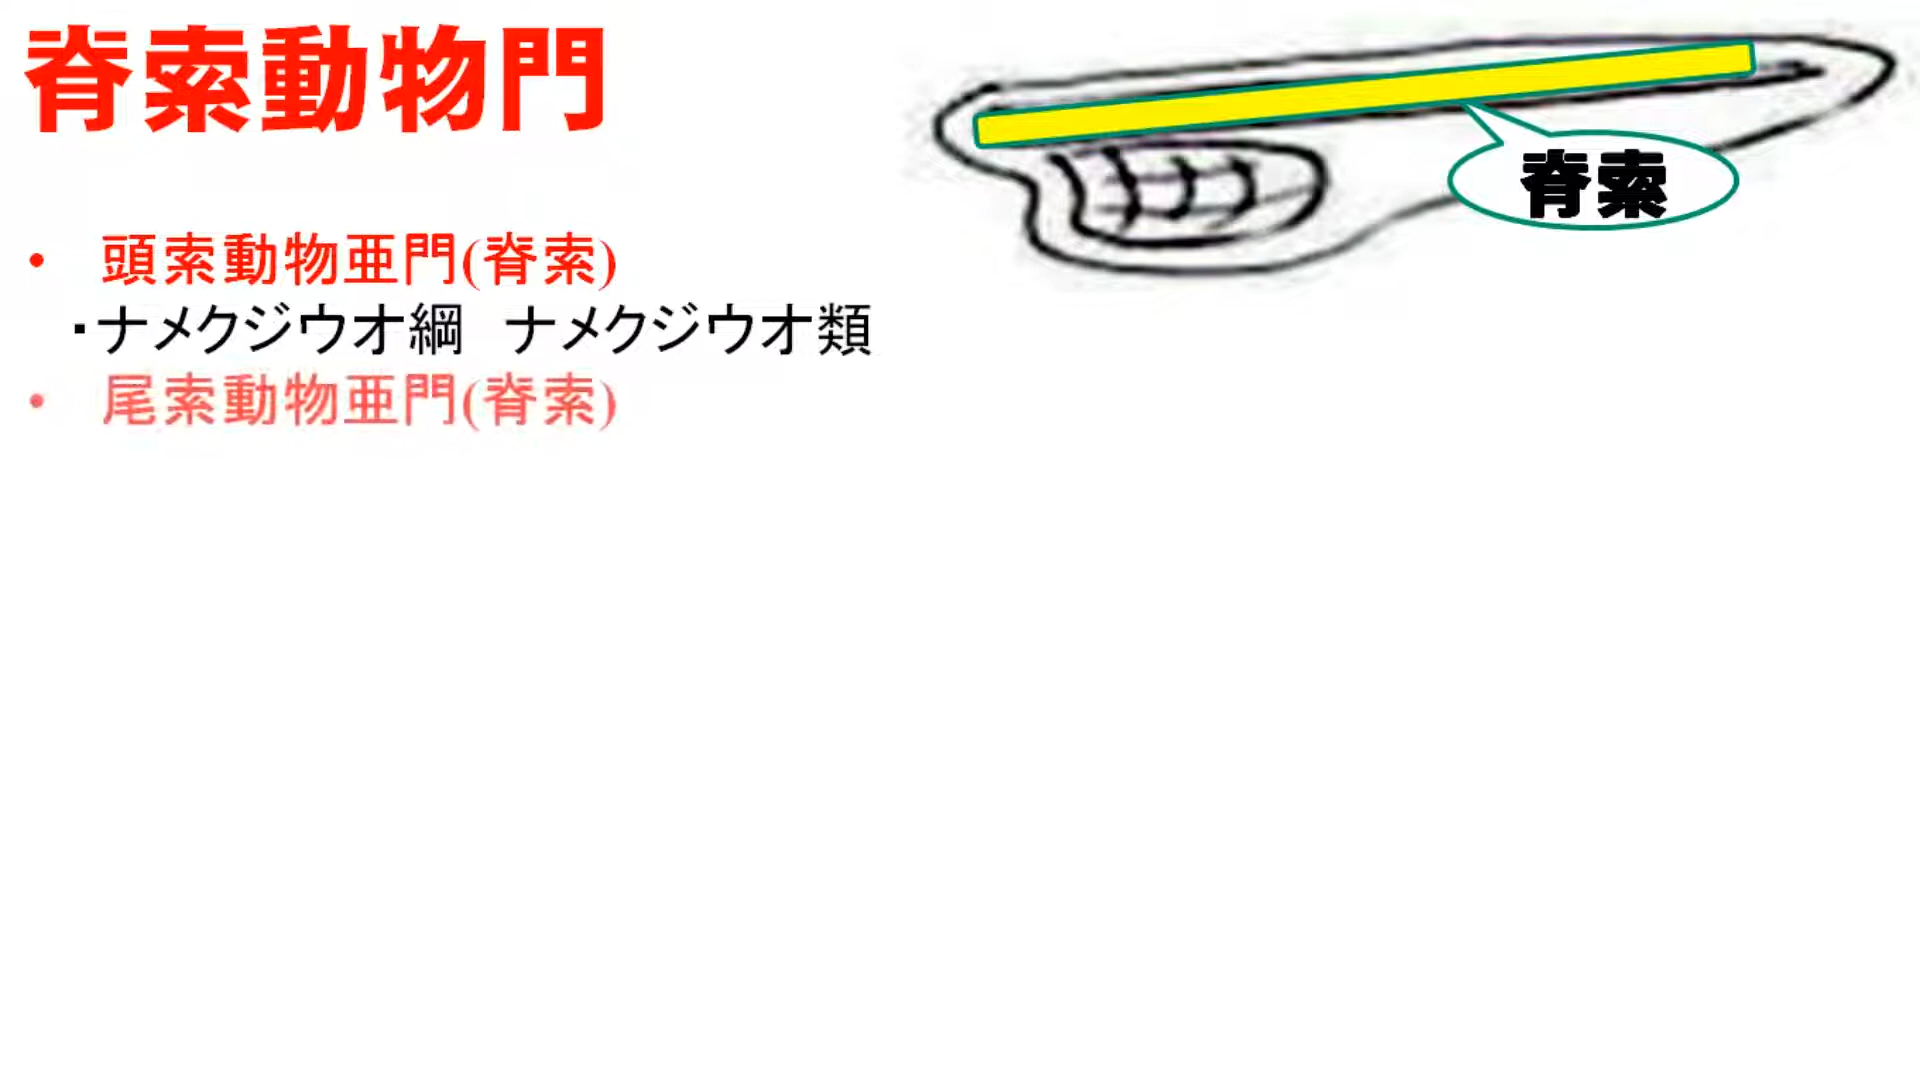 脊索動物門
脊索
• 頭索動物亜門(脊索)
・ナメクジウオ綱　ナメクジウオ類
• 尾索動物亜門(脊索)